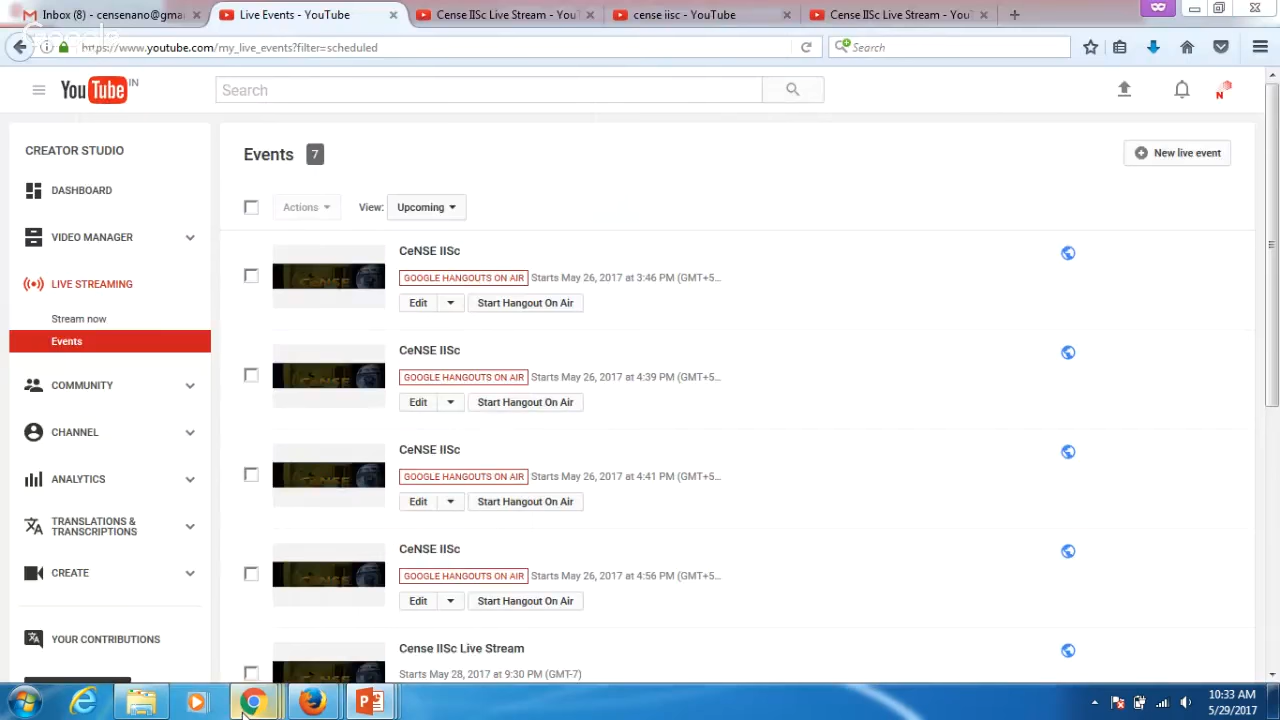 Inbox (8) - censenano@gmail
Live Events - YouTube
Cense IISc Live Stream - You
cense iisc - YouTube
Cense IISc Live Stream - You
https://www.youtube.com/my_live_events?filter=scheduled
Search
YouTube IN
Search
N
CREATOR STUDIO
DASHBOARD
VIDEO MANAGER
LIVE STREAMING
Stream now
Events
COMMUNITY
CHANNEL
ANALYTICS
TRANSLATIONS &
TRANSCRIPTIONS
CREATE
YOUR CONTRIBUTIONS
Events 7
New live event
Actions View: Upcoming
CeNSE IISc
GOOGLE HANGOUTS ON AIR Starts May 26, 2017 at 3:46 PM (GMT+5...
Edit Start Hangout On Air
CeNSE IISc
GOOGLE HANGOUTS ON AIR Starts May 26, 2017 at 4:39 PM (GMT+5...
Edit Start Hangout On Air
CeNSE IISc
GOOGLE HANGOUTS ON AIR Starts May 26, 2017 at 4:41 PM (GMT+5...
Edit Start Hangout On Air
CeNSE IISc
GOOGLE HANGOUTS ON AIR Starts May 26, 2017 at 4:56 PM (GMT+5...
Edit Start Hangout On Air
Cense IISc Live Stream
Starts May 28, 2017 at 9:30 PM (GMT-7)
10:33 AM
5/29/2017